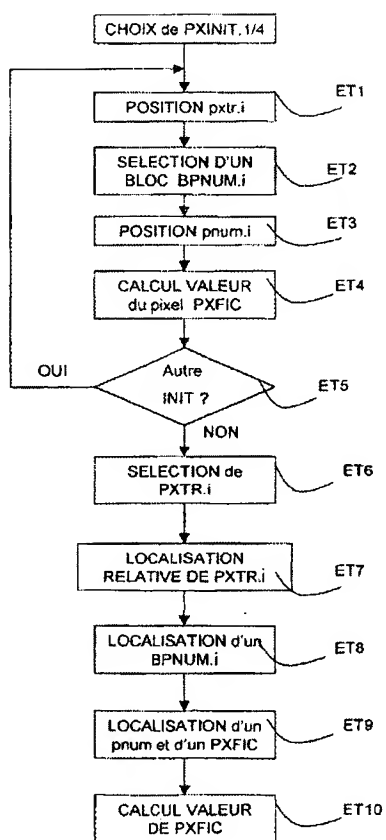 CHOIX de PXINIT.1/4
POSITION pxtr.i
ET1
SELECTION D'UN
BLOC BPNUM.i
ET2
POSITION pnum.i
ET3
CALCUL VALEUR
du pixel PXFIC
ET4
OUI
Autre
INIT ?
ET5
NON
SELECTION de
PXTR.i
ET6
LOCALISATION
RELATIVE DE PXTR.i
ET7
LOCALISATION d'un
BPNUM.i
ET8
LOCALISATION d'un
pnum et d'un PXFIC
ET9
CALCUL VALEUR
DE PXFIC
ET10